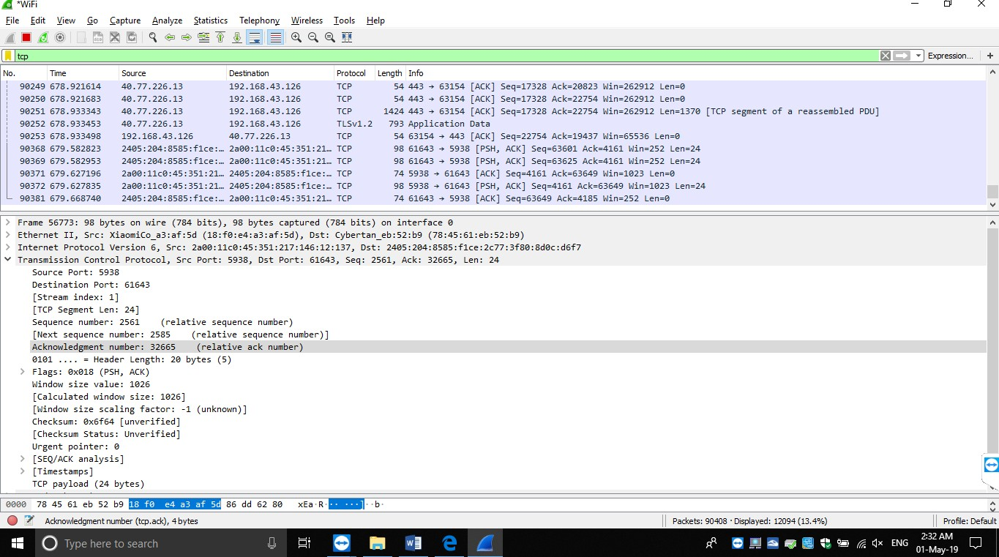 *WiFi
File Edit View Go Capture Analyze Statistics Telephony Wireless Tools Help
tcp Expression... +
No. Time Source Destination Protocol Length Info
90249 678.921614 40.77.226.13 192.168.43.126 TCP 54 443 → 63154 [ACK] Seq=17328 Ack=20823 Win=262912 Len=0
90250 678.921683 40.77.226.13 192.168.43.126 TCP 54 443 → 63154 [ACK] Seq=17328 Ack=22754 Win=262912 Len=0
90251 678.933343 40.77.226.13 192.168.43.126 TCP 1424 443 → 63154 [ACK] Seq=17328 Ack=22754 Win=262912 Len=1370 [TCP segment of a reassembled PDU]
90252 678.933453 40.77.226.13 192.168.43.126 TLSv1.2 793 Application Data
90253 678.933498 192.168.43.126 40.77.226.13 TCP 54 63154 → 443 [ACK] Seq=22754 Ack=19437 Win=65536 Len=0
90368 679.582823 2405:204:8585:f1ce:… 2a00:11c0:45:351:21… TCP 98 61643 → 5938 [PSH, ACK] Seq=63601 Ack=4161 Win=252 Len=24
90369 679.582953 2405:204:8585:f1ce:… 2a00:11c0:45:351:21… TCP 98 61643 → 5938 [PSH, ACK] Seq=63625 Ack=4161 Win=252 Len=24
90371 679.627196 2a00:11c0:45:351:21… 2405:204:8585:f1ce:… TCP 74 5938 → 61643 [ACK] Seq=4161 Ack=63649 Win=1023 Len=0
90372 679.627835 2a00:11c0:45:351:21… 2405:204:8585:f1ce:… TCP 98 5938 → 61643 [PSH, ACK] Seq=4161 Ack=63649 Win=1023 Len=24
90381 679.668740 2405:204:8585:f1ce:… 2a00:11c0:45:351:21… TCP 74 61643 → 5938 [ACK] Seq=63649 Ack=4185 Win=252 Len=0
Frame 56773: 98 bytes on wire (784 bits), 98 bytes captured (784 bits) on interface 0
Ethernet II, Src: XiaomiCo_a3:af:5d (18:f0:e4:a3:af:5d), Dst: Cybertan_eb:52:b9 (78:45:61:eb:52:b9)
Internet Protocol Version 6, Src: 2a00:11c0:45:351:217:146:12:137, Dst: 2405:204:8585:f1ce:2c77:3f80:8d0c:d6f7
Transmission Control Protocol, Src Port: 5938, Dst Port: 61643, Seq: 2561, Ack: 32665, Len: 24
Source Port: 5938
Destination Port: 61643
[Stream index: 1]
[TCP Segment Len: 24]
Sequence number: 2561 (relative sequence number)
[Next sequence number: 2585 (relative sequence number)]
Acknowledgment number: 32665 (relative ack number)
0101 .... = Header Length: 20 bytes (5)
Flags: 0x018 (PSH, ACK)
Window size value: 1026
[Calculated window size: 1026]
[Window size scaling factor: -1 (unknown)]
Checksum: 0x6f64 [unverified]
[Checksum Status: Unverified]
Urgent pointer: 0
[SEQ/ACK analysis]
[Timestamps]
TCP payload (24 bytes)
0000 78 45 61 eb 52 b9 18 f0 e4 a3 af 5d 86 dd 62 80 xEa·R··· ···]··b·
Acknowledgment number (tcp.ack), 4 bytes Packets: 90408 · Displayed: 12094 (13.4%) Profile: Default
Type here to search ENG 2:32 AM
01-May-19